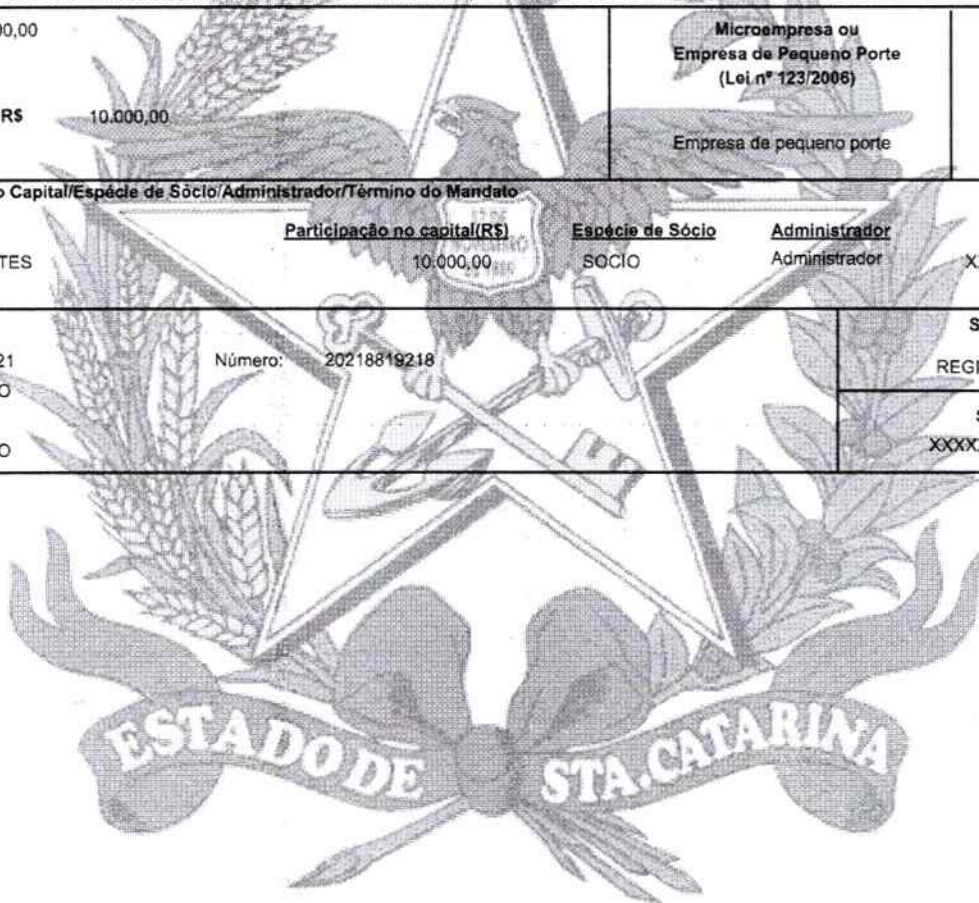 00,00
Microempresa ou
Empresa de Pequeno Porte
(Lei nº 123/2006)
R$ 10.000,00
Empresa de pequeno porte
o Capital/Espécie de Sócio/Administrador/Término do Mandato
Participação no capital(R$) Espécie de Sócio Administrador
TES 10.000,00 SOCIO Administrador X
S
21 Número: 20218819218
REGI
O
S
O
XXXX
ESTADO DE STA.CATARINA